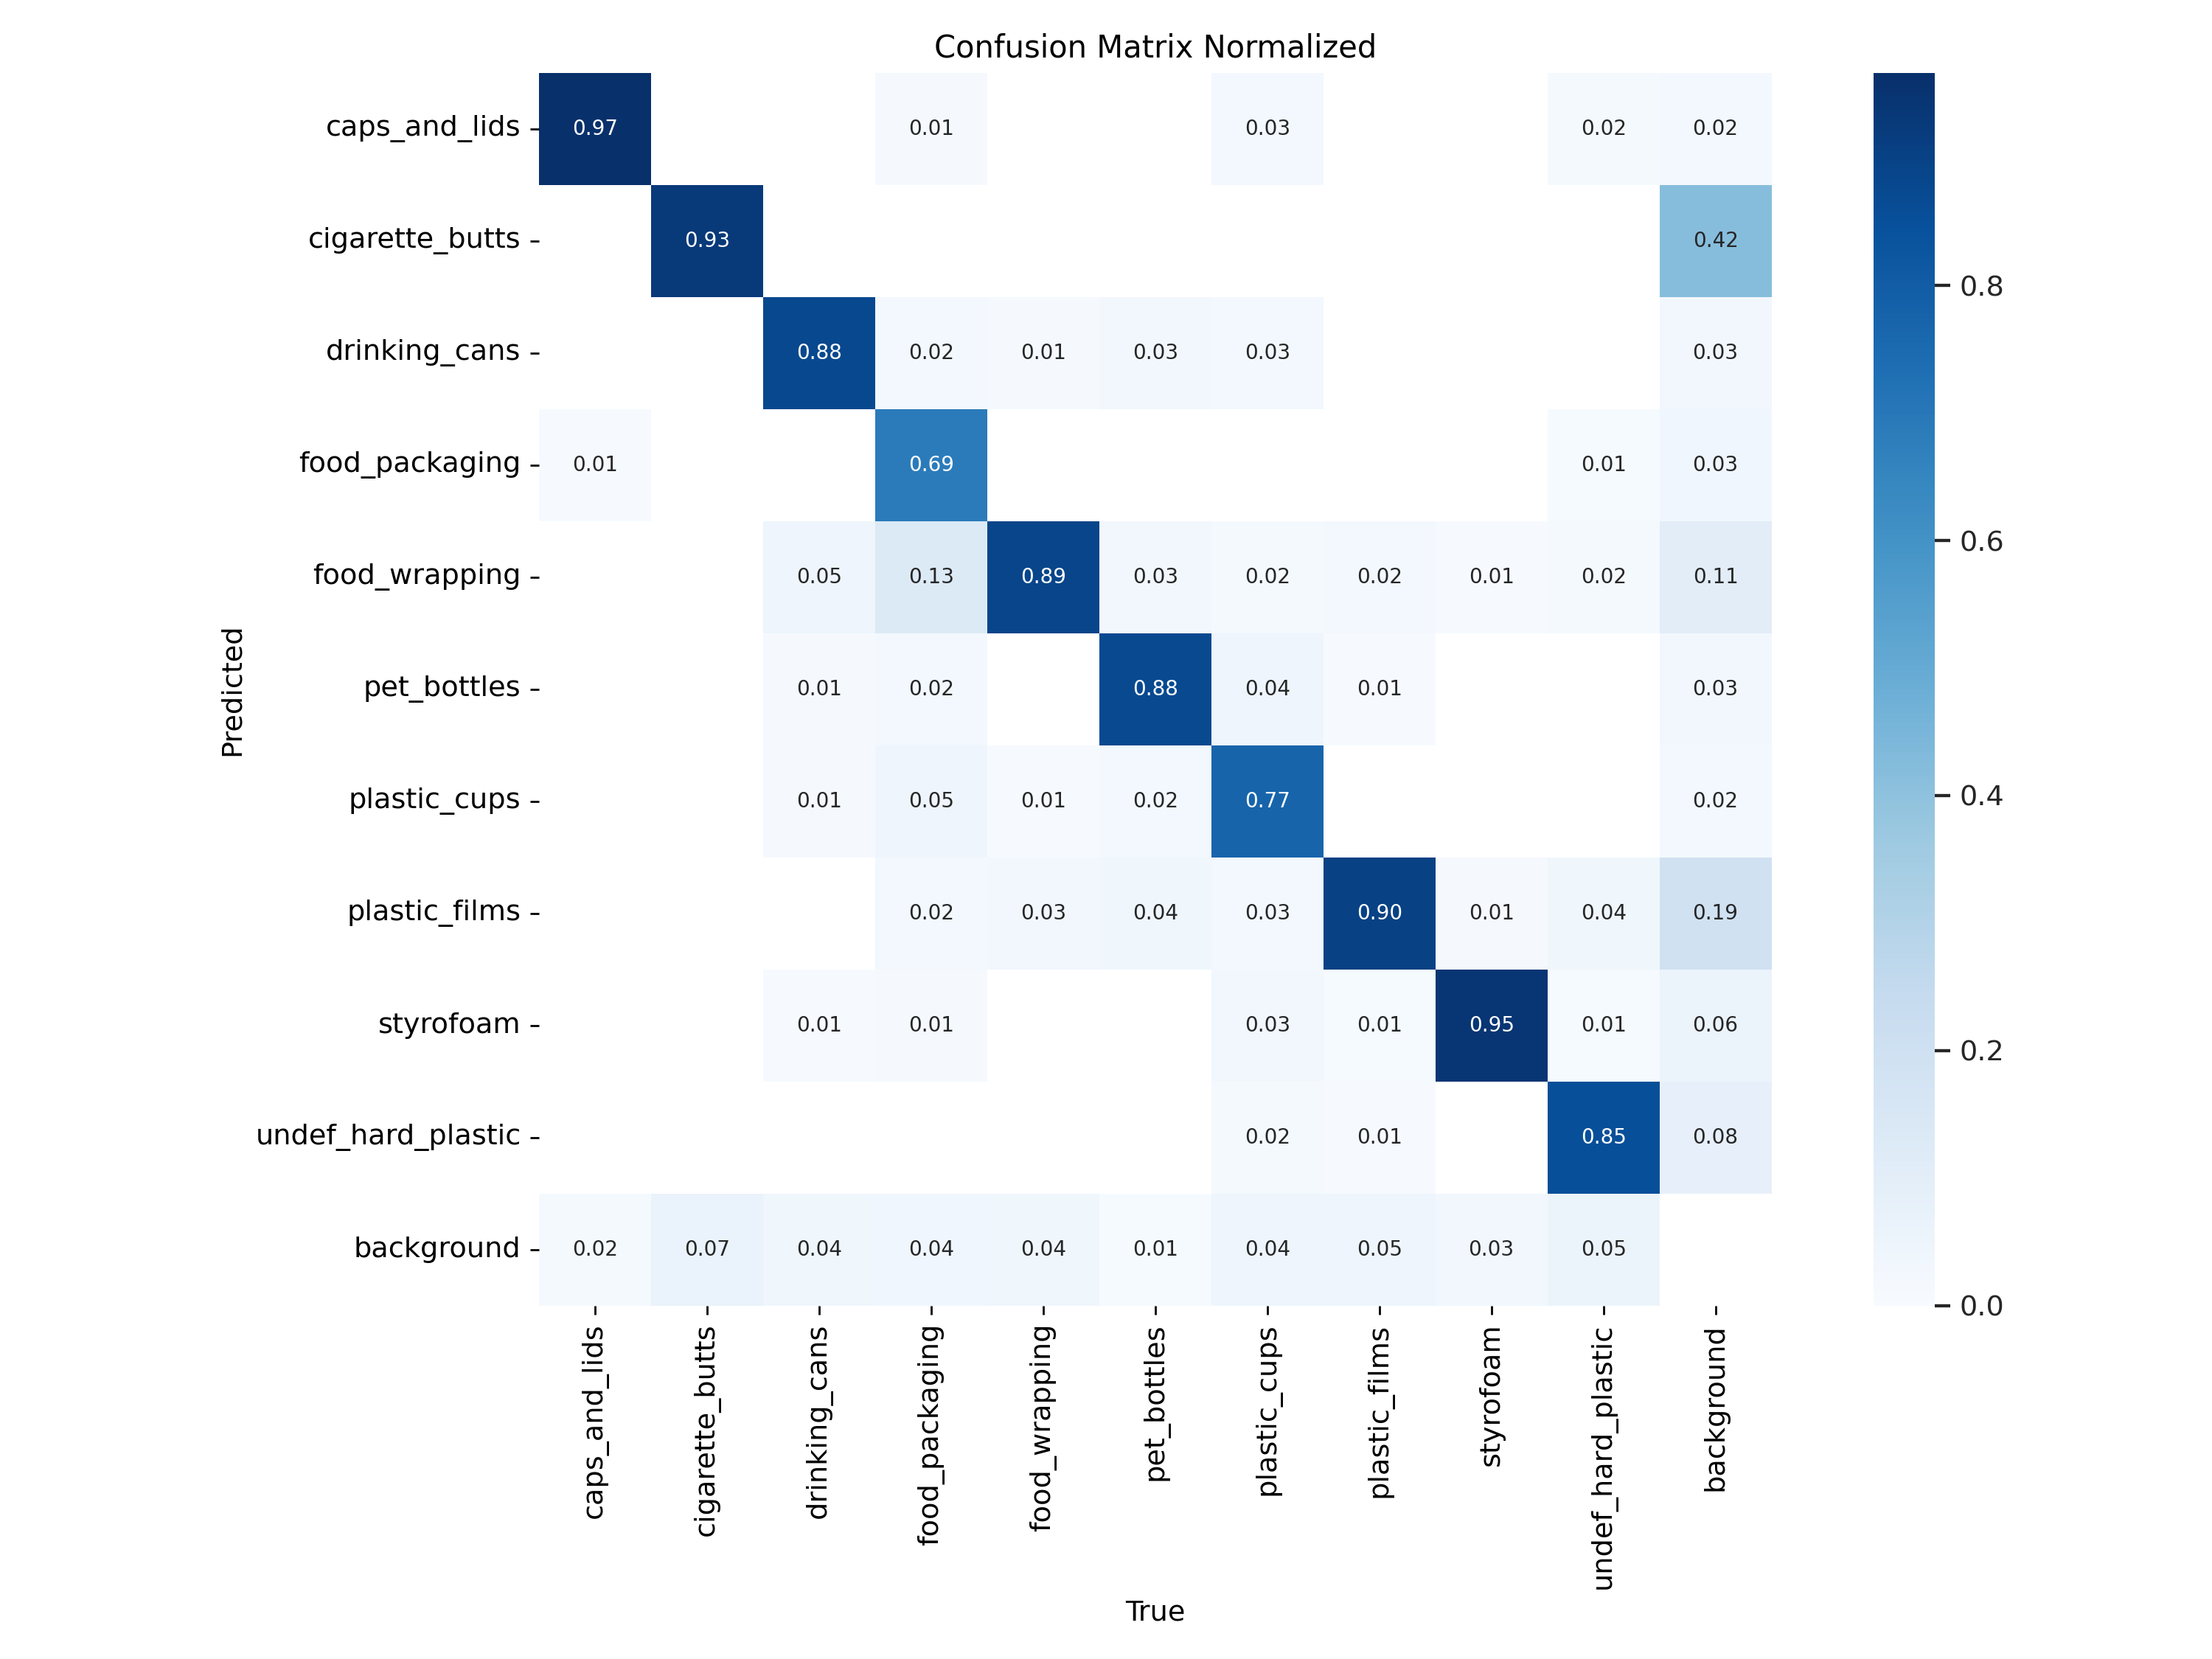 Confusion Matrix Normalized
caps_and_lids 0.97 0.01 0.03 0.02 0.02
cigarette_butts 0.93 0.42
drinking_cans 0.88 0.02 0.01 0.03 0.03 0.03
food_packaging 0.01 0.69 0.01 0.03
food_wrapping 0.05 0.13 0.89 0.03 0.02 0.02 0.01 0.02 0.11
pet_bottles 0.01 0.02 0.88 0.04 0.01 0.03
plastic_cups 0.01 0.05 0.01 0.02 0.77 0.02
plastic_films 0.02 0.03 0.04 0.03 0.90 0.01 0.04 0.19
styrofoam 0.01 0.01 0.03 0.01 0.95 0.01 0.06
undef_hard_plastic 0.02 0.01 0.85 0.08
background 0.02 0.07 0.04 0.04 0.04 0.01 0.04 0.05 0.03 0.05
Predicted
caps_and_lids
cigarette_butts
drinking_cans
food_packaging
food_wrapping
pet_bottles
plastic_cups
plastic_films
styrofoam
undef_hard_plastic
background
True
0.8
0.6
0.4
0.2
0.0